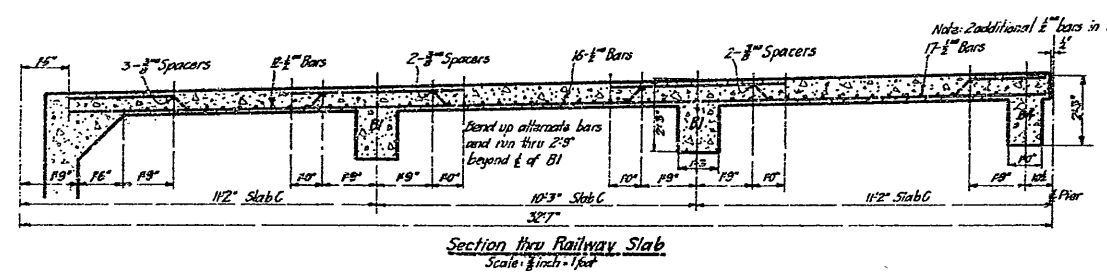 Note: 2 additional 1/2"□ bars in
1'-5"
3-3/8"□ Spacers
12-1/2"□ Bars
2-3/8"□ Spacers
16-1/2"□ Bars
2-3/8"□ Spacers
17-1/2"□ Bars
B1
Bend up alternate bars
and run thru 2'-9"
beyond ℄ of B1
2'-9"
B1
1'-3
2'-3"
1'-0"
1'-9" 1'-6" 1'-9" 1'-0" 1'-9" 1'-9" 1'-0" 1'-0" 1'-9" 1'-9" 1'-0" 1'-9" 10½
11'-2" Slab C 10'-3" Slab C 11'-2" Slab C ℄ Pier
32'-7"
Section thru Railway Slab
Scale: 3/8 inch = 1 foot